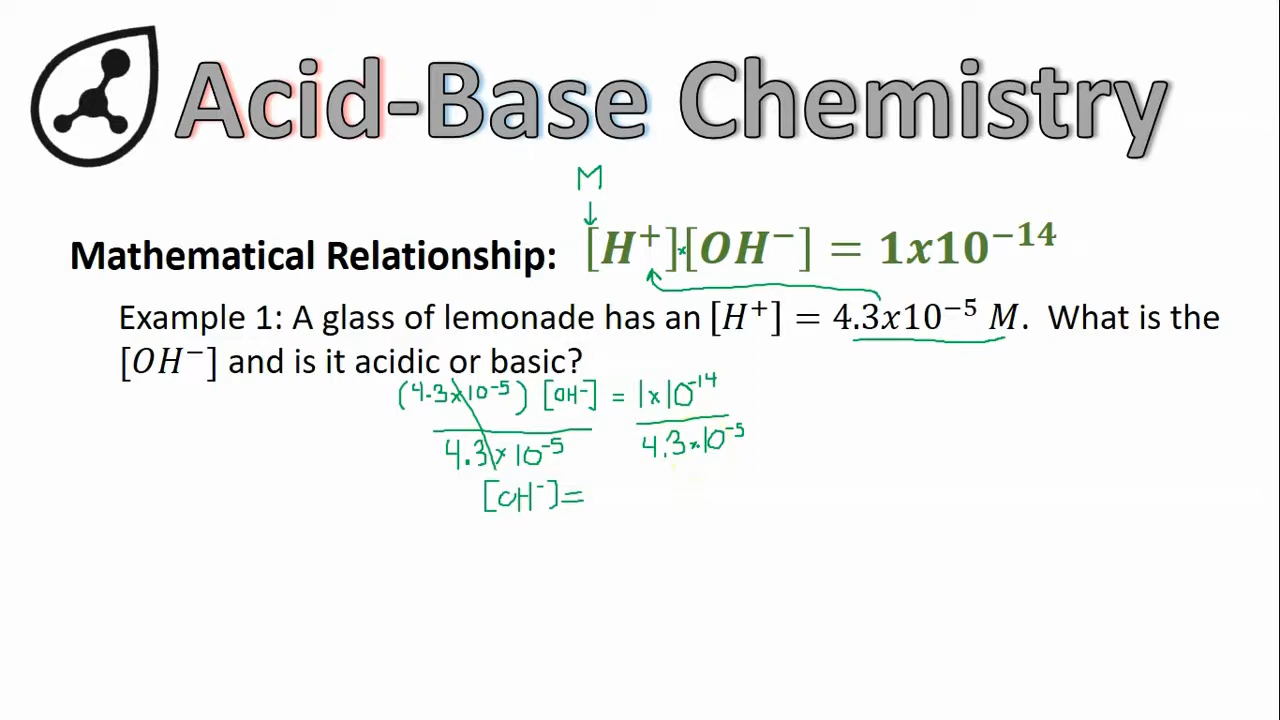 Acid-Base Chemistry
M
↓
Mathematical Relationship: [H⁺]·[OH⁻] = 1x10⁻¹⁴
Example 1: A glass of lemonade has an [H⁺] = 4.3x10⁻⁵ M. What is the
[OH⁻] and is it acidic or basic?
(4.3x10⁻⁵) [OH⁻] = 1x10⁻¹⁴
4.3x10⁻⁵ 4.3x10⁻⁵
[OH⁻]=